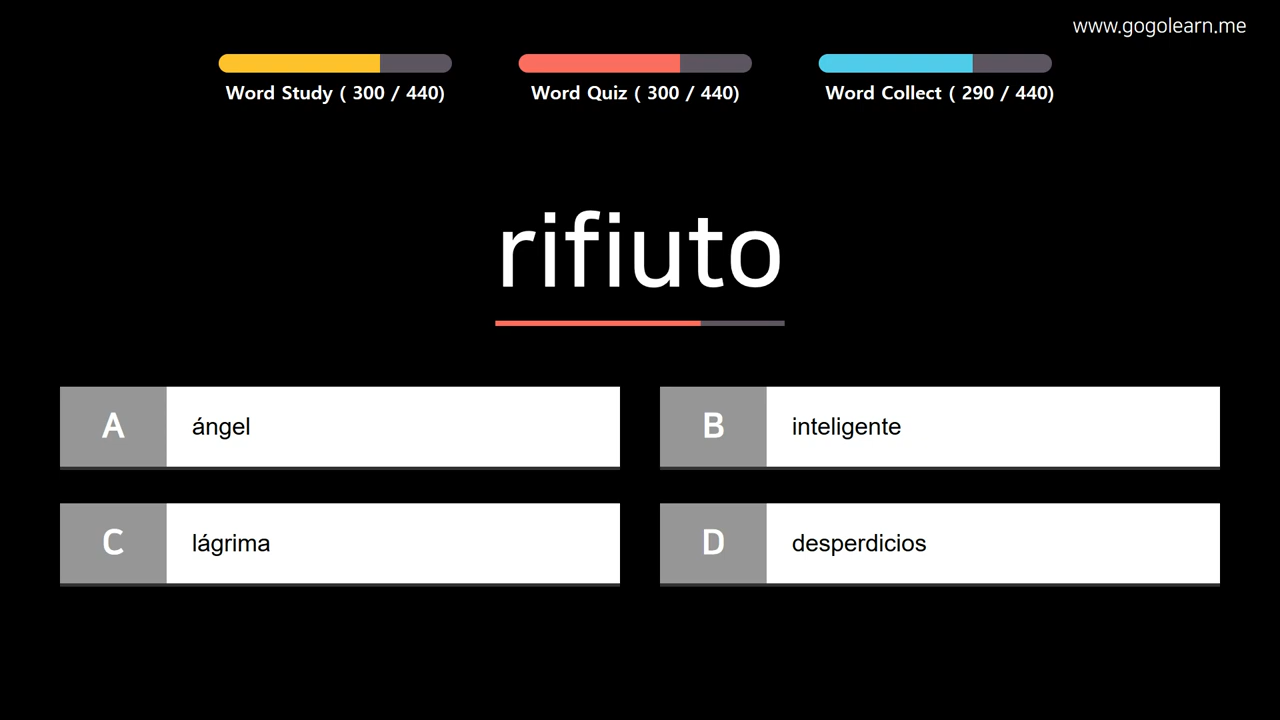 www.gogolearn.me
Word Study ( 300 / 440)
Word Quiz ( 300 / 440)
Word Collect ( 290 / 440)
rifiuto
A ángel
B inteligente
C lágrima
D desperdicios